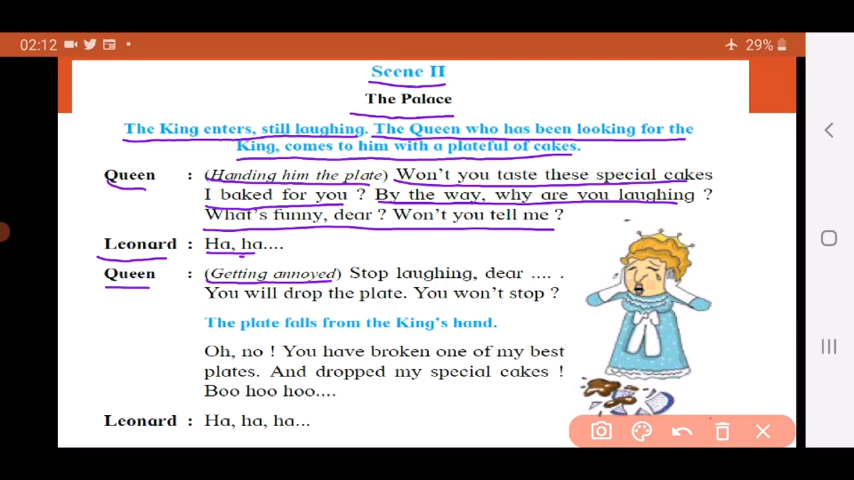 02:12
29%
Scene II
The Palace
The King enters, still laughing. The Queen who has been looking for the
King, comes to him with a plateful of cakes.
Queen : (Handing him the plate) Won't you taste these special cakes
I baked for you ? By the way, why are you laughing ?
What's funny, dear ? Won't you tell me ?
Leonard : Ha, ha....
Queen : (Getting annoyed) Stop laughing, dear .... .
You will drop the plate. You won't stop ?
The plate falls from the King's hand.
Oh, no ! You have broken one of my best
plates. And dropped my special cakes !
Boo hoo hoo....
Leonard : Ha, ha, ha...